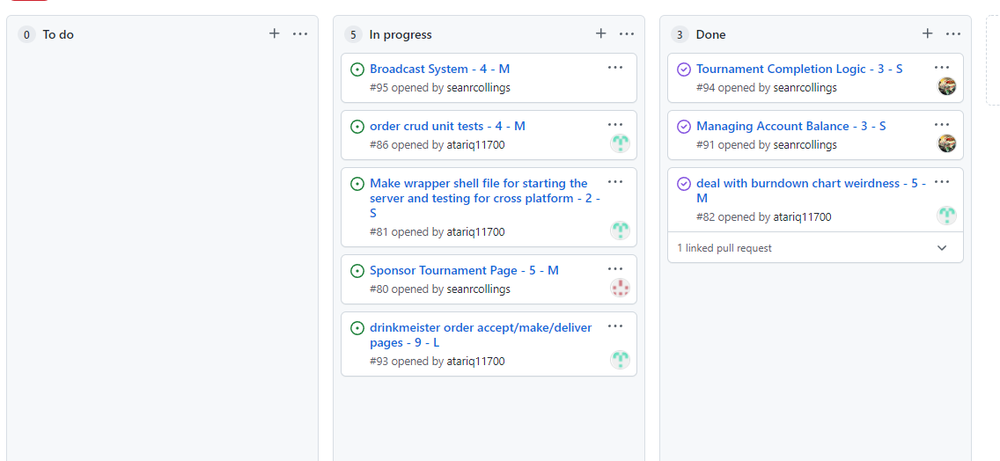 0 To do
5 In progress
Broadcast System - 4 - M
#95 opened by seanrcollings
order crud unit tests - 4 - M
#86 opened by atariq11700
Make wrapper shell file for starting the
server and testing for cross platform - 2 -
S
#81 opened by atariq11700
Sponsor Tournament Page - 5 - M
#80 opened by seanrcollings
drinkmeister order accept/make/deliver
pages - 9 - L
#93 opened by atariq11700
3 Done
Tournament Completion Logic - 3 - S
#94 opened by seanrcollings
Managing Account Balance - 3 - S
#91 opened by seanrcollings
deal with burndown chart weirdness - 5 -
M
#82 opened by atariq11700
1 linked pull request